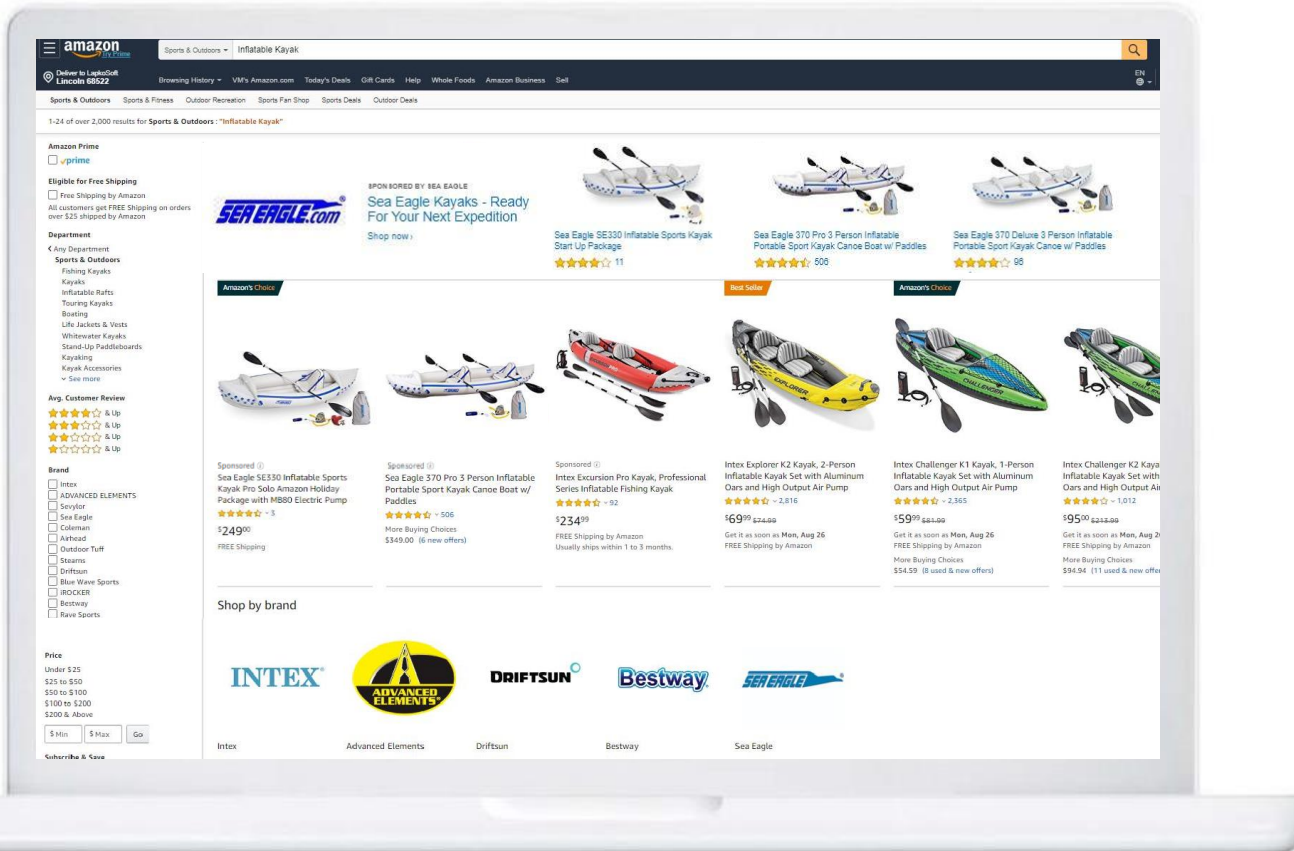 amazon
Try Prime
Sports & Outdoors
Inflatable Kayak
Deliver to LapkoSoft
Lincoln 68522
Browsing History
VM's Amazon.com
Today's Deals
Gift Cards
Help
Whole Foods
Amazon Business
Sell
EN
Sports & Outdoors
Sports & Fitness
Outdoor Recreation
Sports Fan Shop
Sports Deals
Outdoor Deals
1-24 of over 2,000 results for Sports & Outdoors : "Inflatable Kayak"
Amazon Prime
prime
Eligible for Free Shipping
Free Shipping by Amazon
All customers get FREE Shipping on orders
over $25 shipped by Amazon
Department
Any Department
Sports & Outdoors
Fishing Kayaks
Kayaks
Inflatable Rafts
Touring Kayaks
Boating
Life Jackets & Vests
Whitewater Kayaks
Stand-Up Paddleboards
Kayaking
Kayak Accessories
See more
Avg. Customer Review
& Up
& Up
& Up
& Up
Brand
Intex
ADVANCED ELEMENTS
Sevylor
Sea Eagle
Coleman
Airhead
Outdoor Tuff
Stearns
Driftsun
Blue Wave Sports
iROCKER
Bestway
Rave Sports
Price
Under $25
$25 to $50
$50 to $100
$100 to $200
$200 & Above
$ Min
$ Max
Go
Subscribe & Save
SEA EAGLE.com®
SPONSORED BY SEA EAGLE
Sea Eagle Kayaks - Ready
For Your Next Expedition
Shop now ›
Sea Eagle SE330 Inflatable Sports Kayak
Start Up Package
11
Sea Eagle 370 Pro 3 Person Inflatable
Portable Sport Kayak Canoe Boat w/ Paddles
506
Sea Eagle 370 Deluxe 3 Person Inflatable
Portable Sport Kayak Canoe w/ Paddles
96
Amazon's Choice
Sponsored
Sea Eagle SE330 Inflatable Sports
Kayak Pro Solo Amazon Holiday
Package with MB80 Electric Pump
3
$249⁰⁰
FREE Shipping
Sponsored
Sea Eagle 370 Pro 3 Person Inflatable
Portable Sport Kayak Canoe Boat w/
Paddles
506
More Buying Choices
$349.00 (6 new offers)
Sponsored
Intex Excursion Pro Kayak, Professional
Series Inflatable Fishing Kayak
92
$234⁹⁹
FREE Shipping by Amazon
Usually ships within 1 to 3 months.
Best Seller
EXPLORER
Intex Explorer K2 Kayak, 2-Person
Inflatable Kayak Set with Aluminum
Oars and High Output Air Pump
2,816
$69⁹⁹ $74.99
Get it as soon as Mon, Aug 26
FREE Shipping by Amazon
Amazon's Choice
CHALLENGER
Intex Challenger K1 Kayak, 1-Person
Inflatable Kayak Set with Aluminum
Oars and High Output Air Pump
2,365
$59⁹⁹ $81.99
Get it as soon as Mon, Aug 26
FREE Shipping by Amazon
More Buying Choices
$54.59 (8 used & new offers)
Intex Challenger K2 Kaya
Inflatable Kayak Set with
Oars and High Output Ai
1,012
$95⁰⁰ $213.99
Get it as soon as Mon, Aug 2
FREE Shipping by Amazon
More Buying Choices
$94.94 (11 used & new offer
Shop by brand
INTEX®
ADVANCED
ELEMENTS®
DRIFTSUN
Bestway
SEA EAGLE
Intex
Advanced Elements
Driftsun
Bestway
Sea Eagle